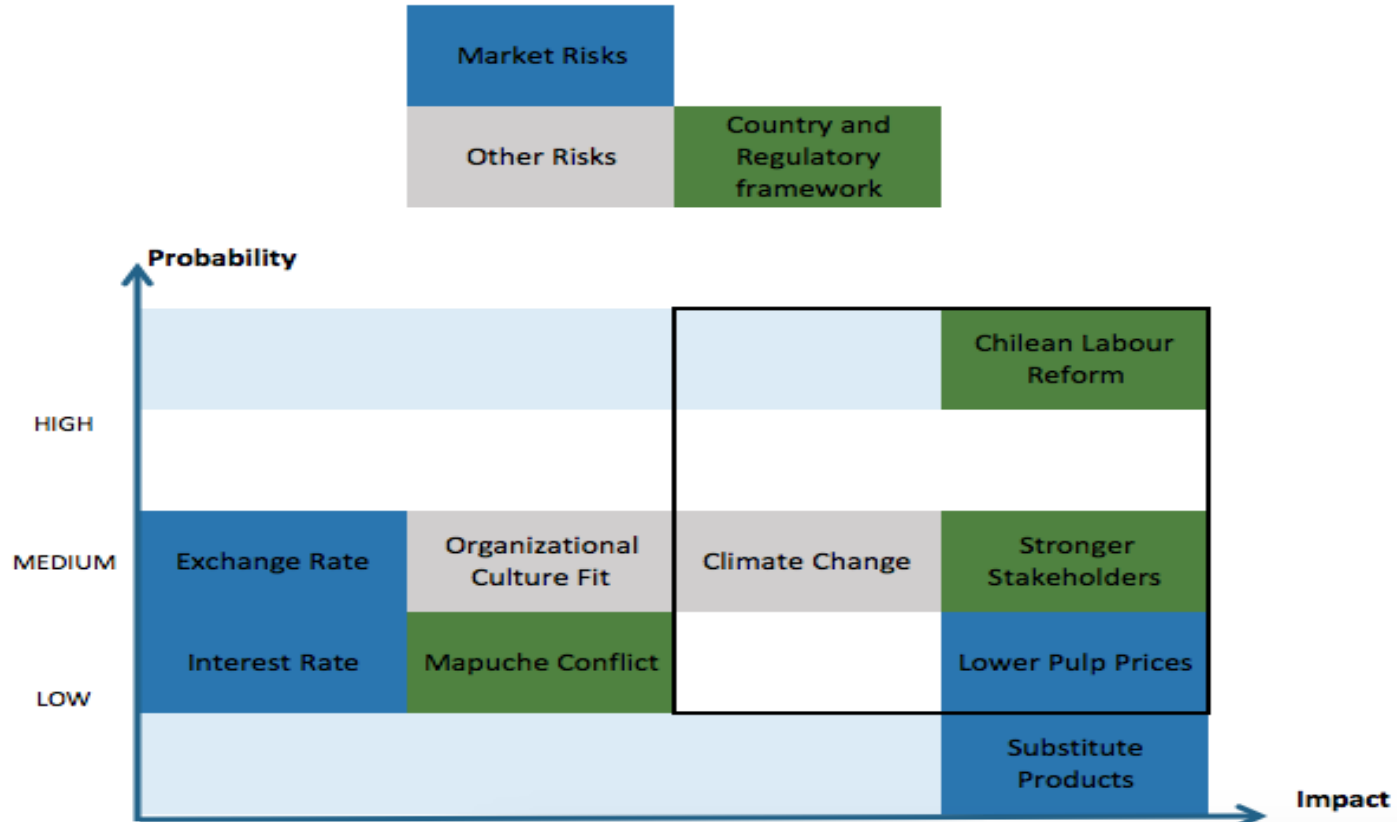 Market Risks
Other Risks
Country and
Regulatory
framework
Probability
Chilean Labour
Reform
HIGH
MEDIUM
Exchange Rate
Organizational
Culture Fit
Climate Change
Stronger
Stakeholders
Interest Rate
Mapuche Conflict
Lower Pulp Prices
LOW
Substitute
Products
Impact